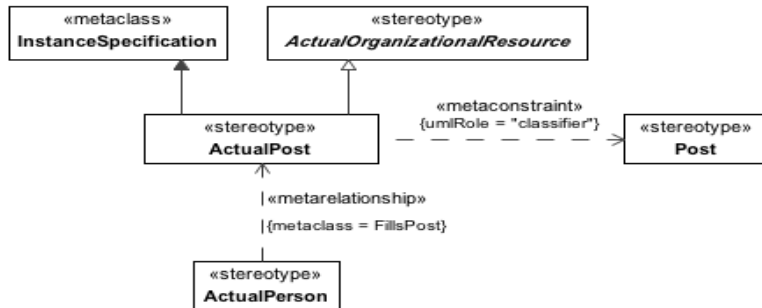 «metaclass»
InstanceSpecification
«stereotype»
ActualOrganizationalResource
«stereotype»
ActualPost
«metaconstraint»
{umlRole = "classifier"}
«stereotype»
Post
«metarelationship»
{metaclass = FillsPost}
«stereotype»
ActualPerson